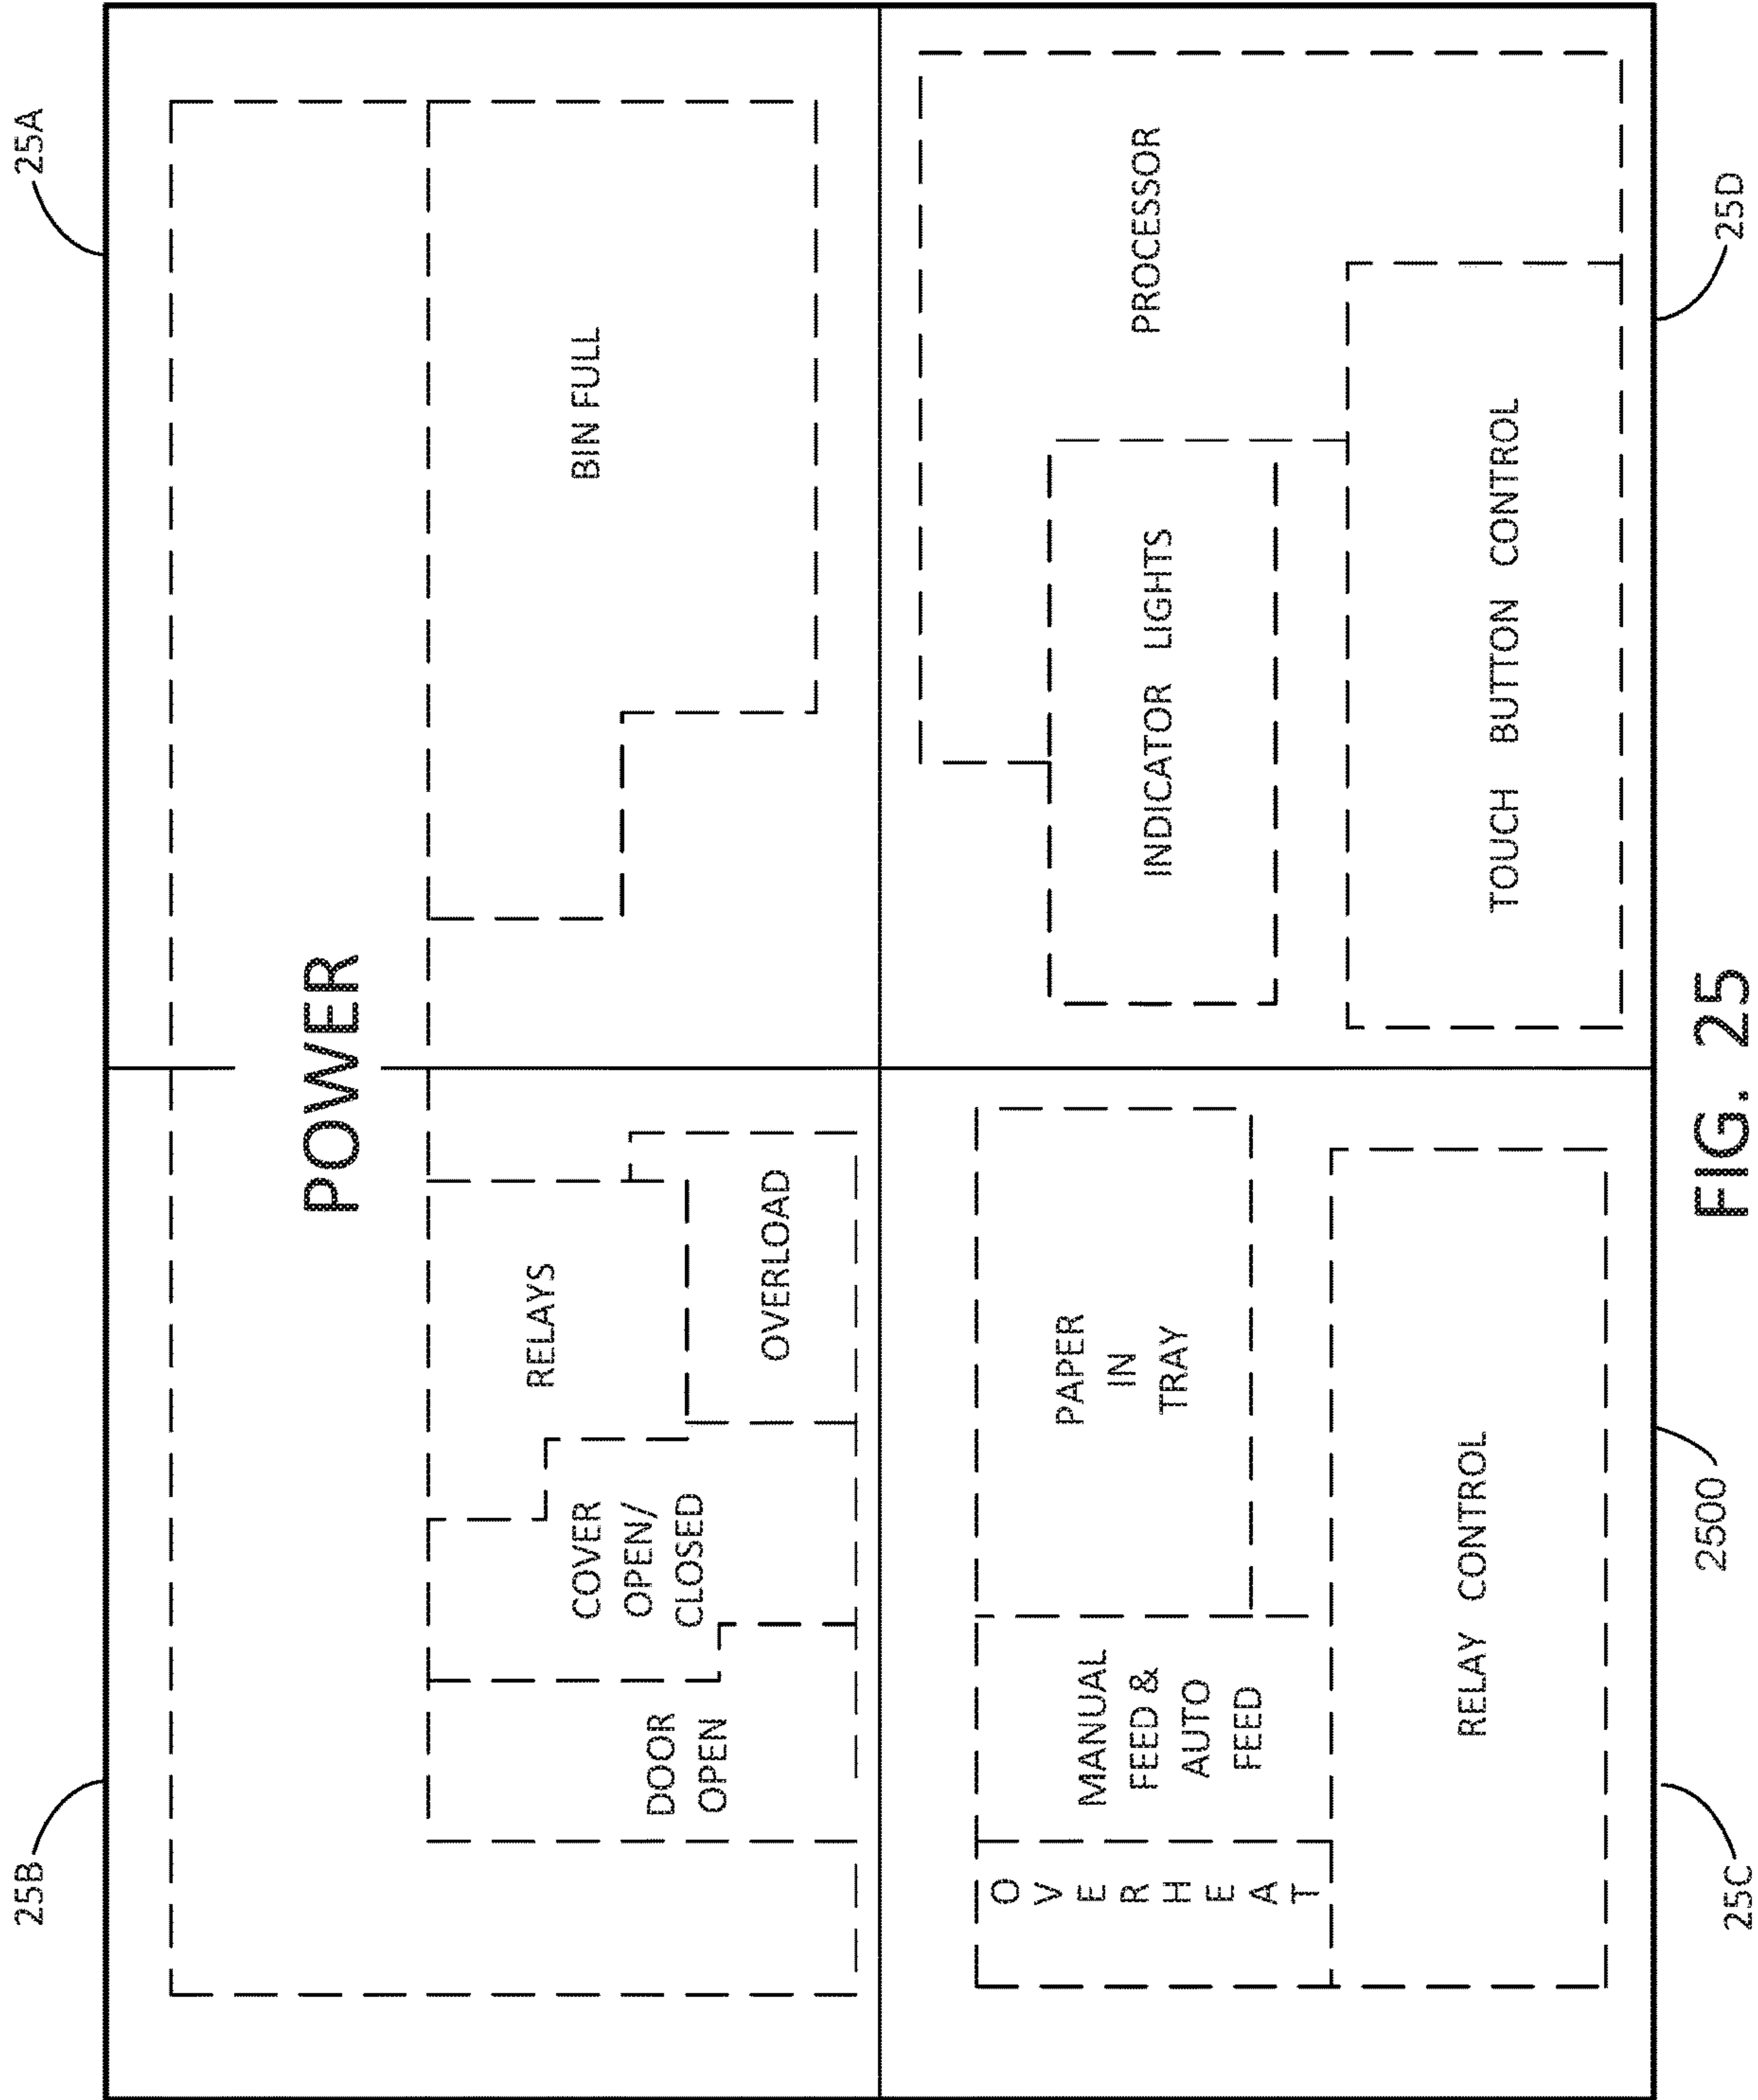 25B
25A
POWER
DOOR
OPEN
COVER
OPEN/
CLOSED
RELAYS
OVERLOAD
BIN FULL
O
V
E
R
H
E
A
T
MANUAL
FEED &
AUTO
FEED
PAPER
IN
TRAY
RELAY CONTROL
PROCESSOR
INDICATOR LIGHTS
TOUCH BUTTON CONTROL
25C
2500
25D
FIG. 25